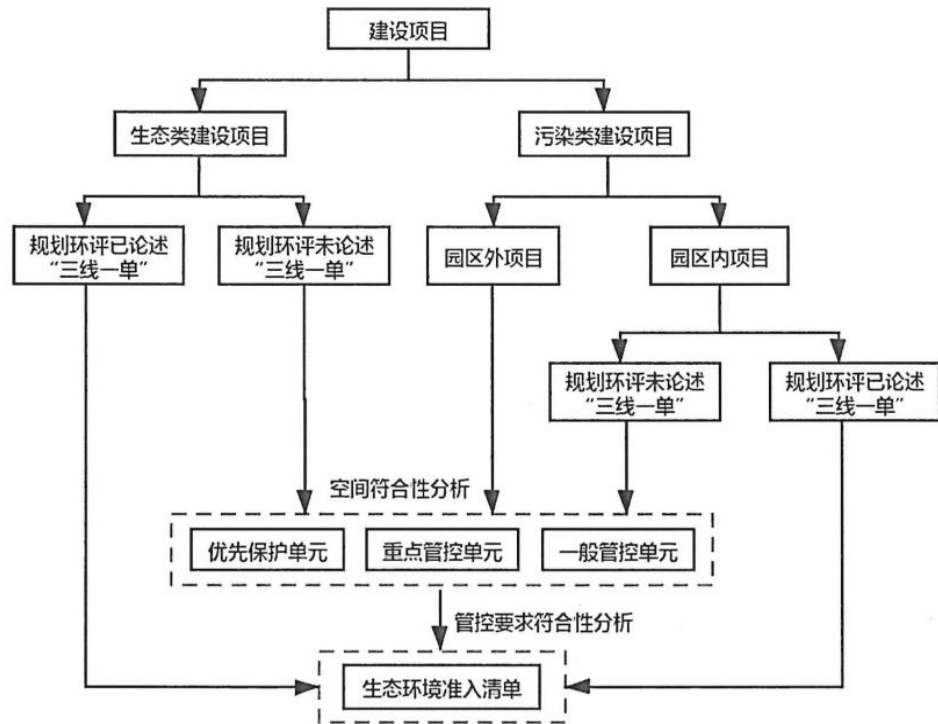 建设项目
生态类建设项目
污染类建设项目
规划环评已论述
“三线一单”
规划环评未论述
“三线一单”
园区外项目
园区内项目
规划环评未论述
“三线一单”
规划环评已论述
“三线一单”
空间符合性分析
优先保护单元
重点管控单元
一般管控单元
管控要求符合性分析
生态环境准入清单